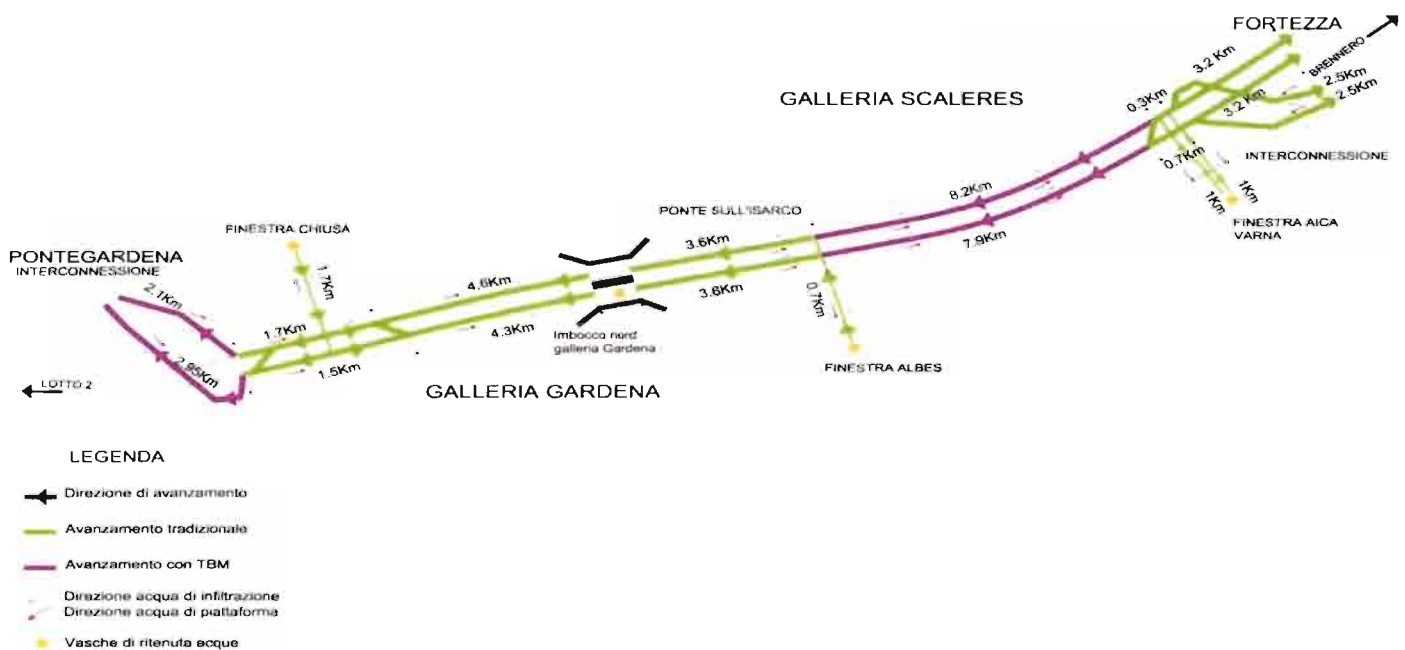 FORTEZZA
BRENNERO
3.2 Km
2.5Km
2.5Km
0.3Km
3.2 Km
GALLERIA SCALERES
0.7Km
INTERCONNESSIONE
1Km
1Km
FINESTRA AICA
VARNA
8.2Km
7.9Km
PONTE SULL'ISARCO
3.6Km
3.6Km
0.7Km
FINESTRA ALBES
FINESTRA CHIUSA
1.7Km
PONTEGARDENA
INTERCONNESSIONE
2.1Km
4.6Km
4.3Km
1.7Km
1.5Km
Imbocco nord
galleria Gardena
2.95Km
LOTTO 2
GALLERIA GARDENA
LEGENDA
Direzione di avanzamento
Avanzamento tradizionale
Avanzamento con TBM
Direzione acqua di infiltrazione
Direzione acqua di piattaforma
Vasche di ritenuta acque